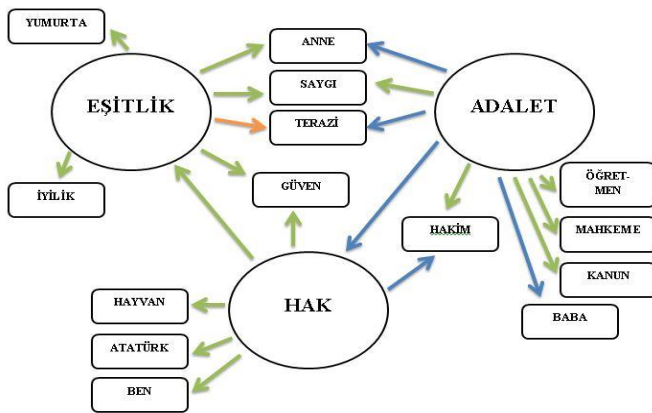 YUMURTA
ANNE
SAYGI
EŞİTLİK
ADALET
TERAZİ
ÖĞRET-
MEN
GÜVEN
İYİLİK
HAKİM
MAHKEME
KANUN
HAYVAN
HAK
BABA
ATATÜRK
BEN